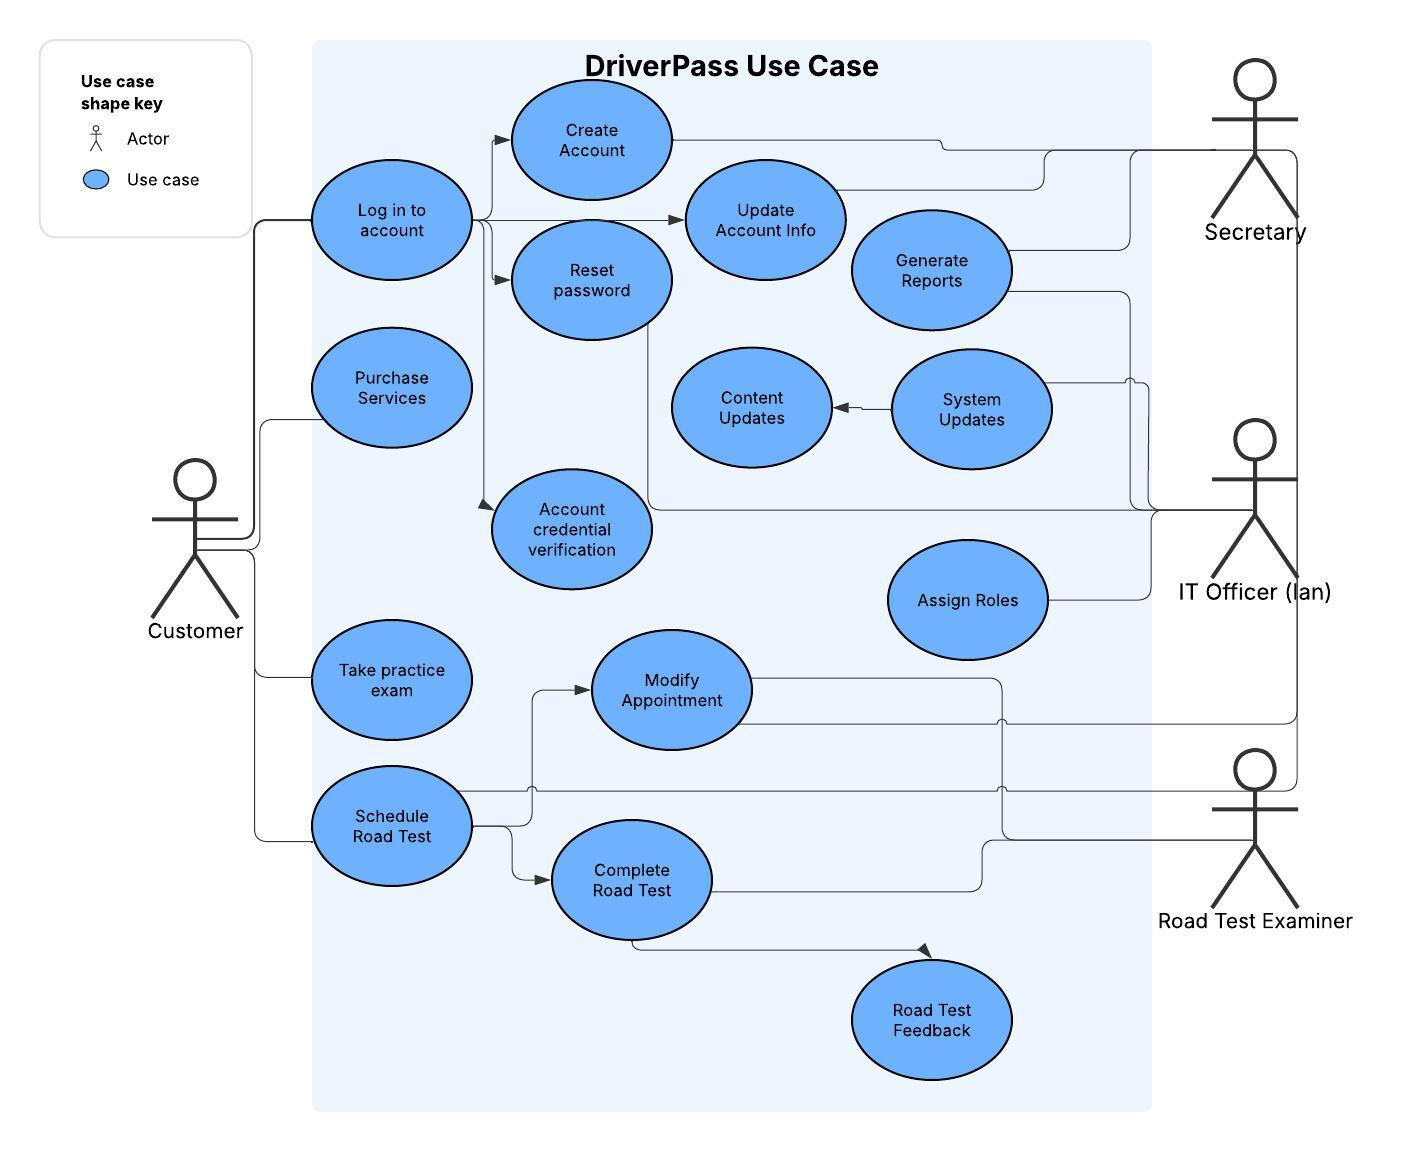 DriverPass Use Case
Use case
shape key
Actor
Use case
Create
Account
Log in to
account
Update
Account Info
Secretary
Reset
password
Generate
Reports
Purchase
Services
Content
Updates
System
Updates
Account
credential
verification
IT Officer (Ian)
Assign Roles
Customer
Take practice
exam
Modify
Appointment
Schedule
Road Test
Complete
Road Test
Road Test Examiner
Road Test
Feedback